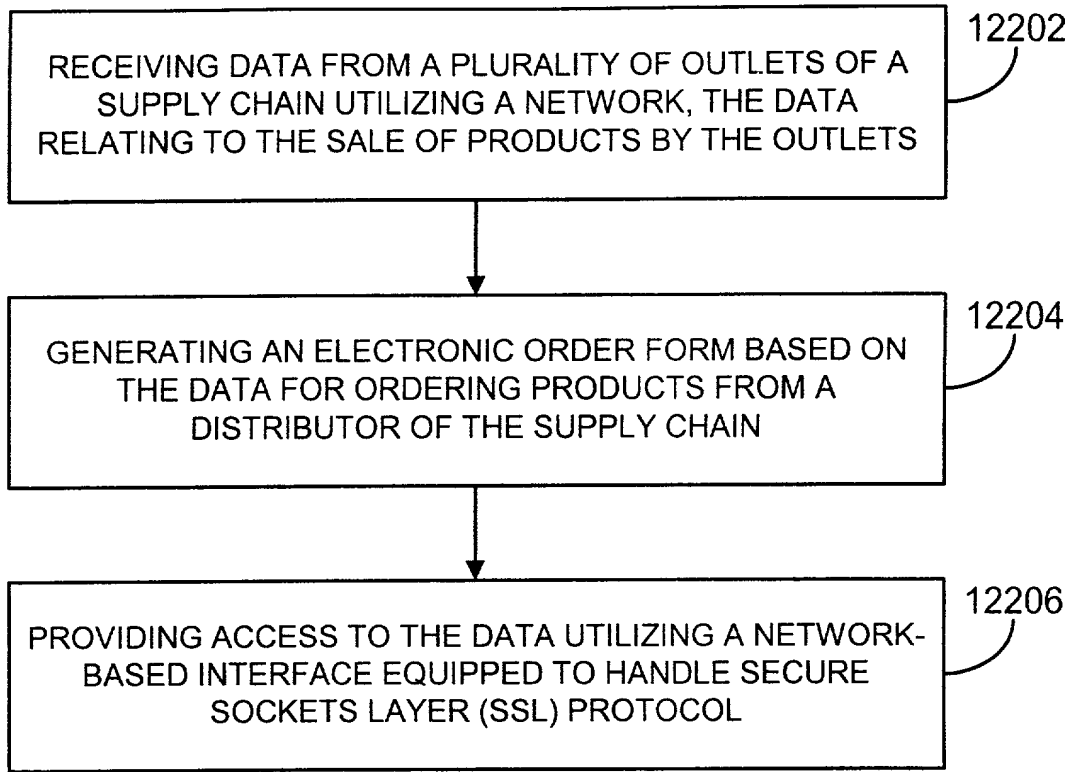 12202
RECEIVING DATA FROM A PLURALITY OF OUTLETS OF A
SUPPLY CHAIN UTILIZING A NETWORK, THE DATA
RELATING TO THE SALE OF PRODUCTS BY THE OUTLETS
12204
GENERATING AN ELECTRONIC ORDER FORM BASED ON
THE DATA FOR ORDERING PRODUCTS FROM A
DISTRIBUTOR OF THE SUPPLY CHAIN
12206
PROVIDING ACCESS TO THE DATA UTILIZING A NETWORK-
BASED INTERFACE EQUIPPED TO HANDLE SECURE
SOCKETS LAYER (SSL) PROTOCOL